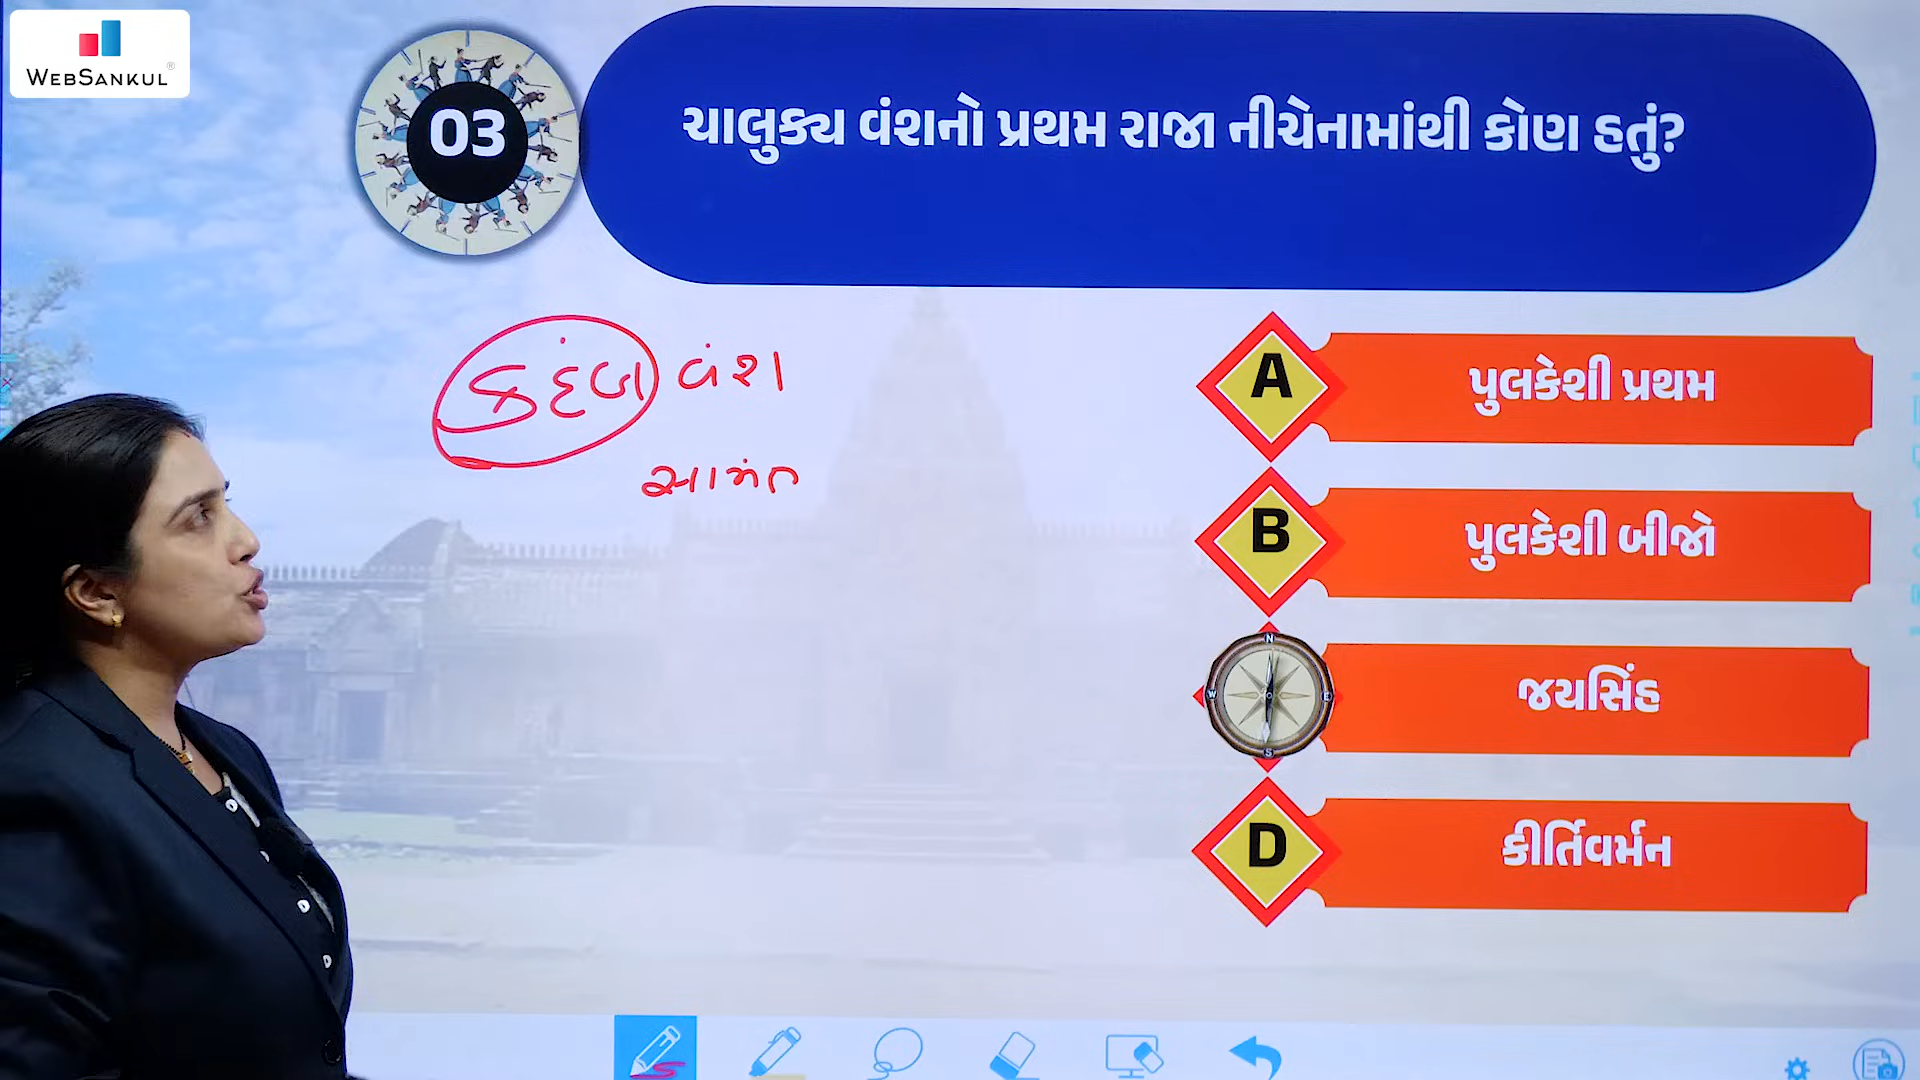 WEBSANKUL®
03
ચાલુક્ય વંશનો પ્રથમ રાજા નીચેનામાંથી કોણ હતું?
કદંબ વંશ
સામંત
A
પુલકેશી પ્રથમ
B
પુલકેશી બીજો
N
W
E
S
જયસિંહ
D
કીર્તિવર્મન